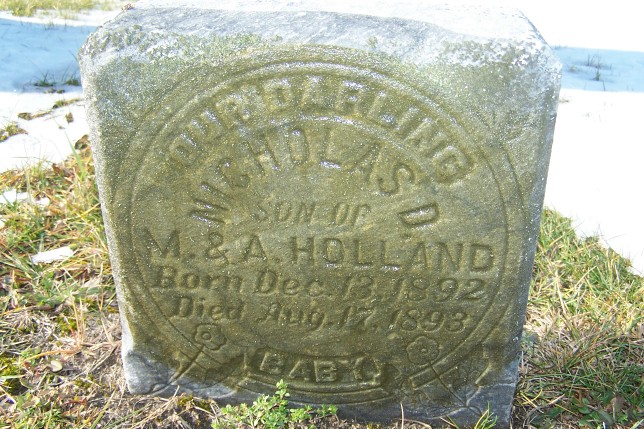 OUR DARLING
NICHOLAS D.
SON OF
M. & A. HOLLAND
Born Dec. 13, 1892
Died Aug. 17, 1893
BABY